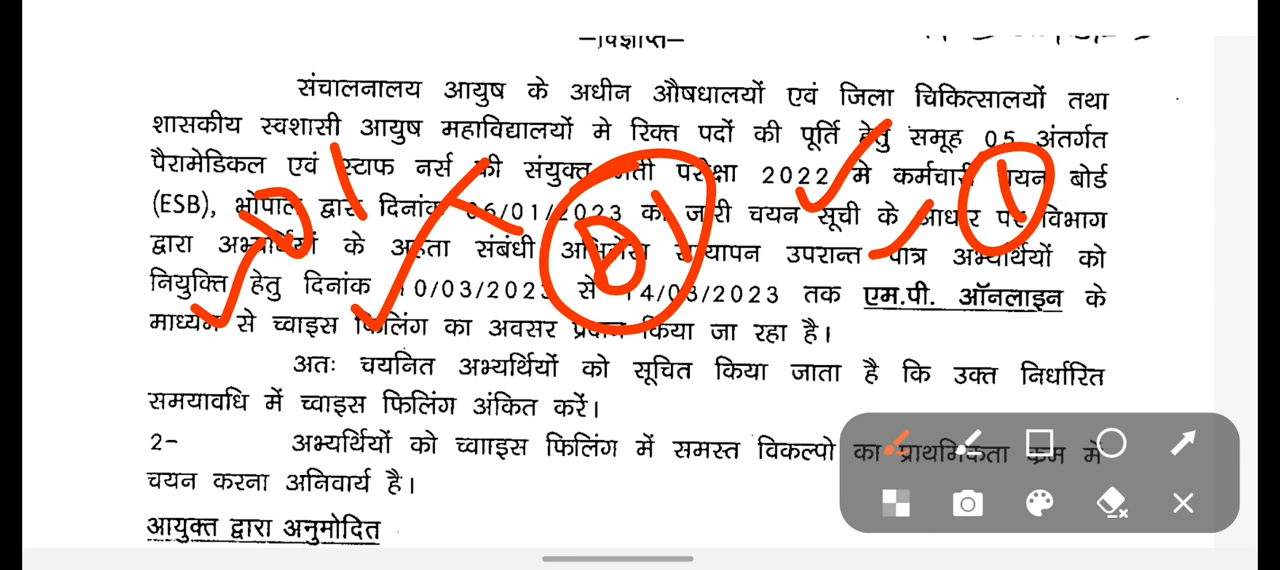 –विज्ञप्ति–
संचालनालय आयुष के अधीन औषधालयों एवं जिला चिकित्सालयों तथा
शासकीय स्वशासी आयुष महाविद्यालयों मे रिक्त पदों की पूर्ति हेतु समूह 05 अंतर्गत
पैरामेडिकल एवं स्टाफ नर्स की संयुक्त परीक्षा 2022 मे कर्मचारी चयन बोर्ड
(ESB), भोपाल द्वारा दिनांक 06/01/2023 को जारी चयन सूची के आधार पर विभाग
द्वारा अभ्यर्थियों के अर्हता संबंधी अभिलेख सत्यापन उपरान्त पात्र अभ्यर्थियों को
नियुक्ति हेतु दिनांक 10/03/2023 से 14/03/2023 तक एम.पी. ऑनलाइन के
माध्यम से च्वाइस फिलिंग का अवसर प्रदान किया जा रहा है।
अतः चयनित अभ्यर्थियों को सूचित किया जाता है कि उक्त निर्धारित
समयावधि में च्वाइस फिलिंग अंकित करें।
2- अभ्यर्थियों को च्वााइस फिलिंग में समस्त विकल्पो का प्राथमिकता क्रम में
चयन करना अनिवार्य है।
आयुक्त द्वारा अनुमोदित